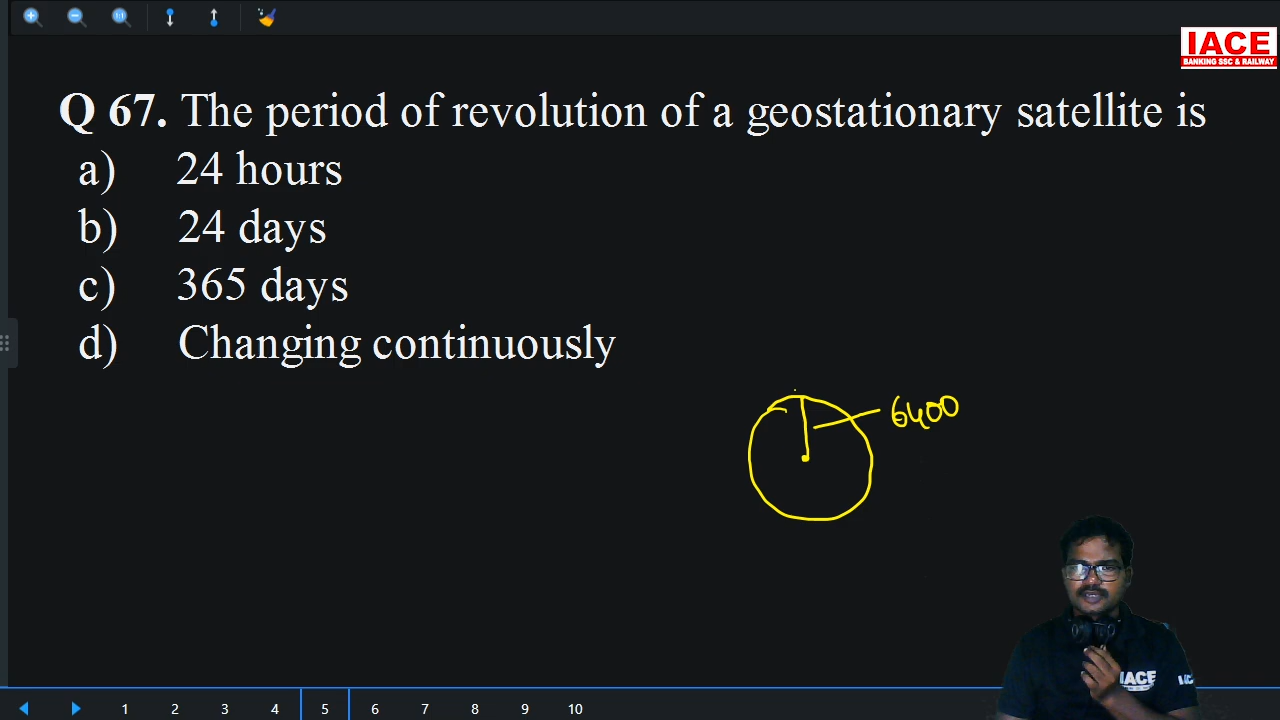 IACE
BANKING SSC & RAILWAY
Q 67. The period of revolution of a geostationary satellite is
a) 24 hours
b) 24 days
c) 365 days
d) Changing continuously
6400
IACE
1 2 3 4 5 6 7 8 9 10